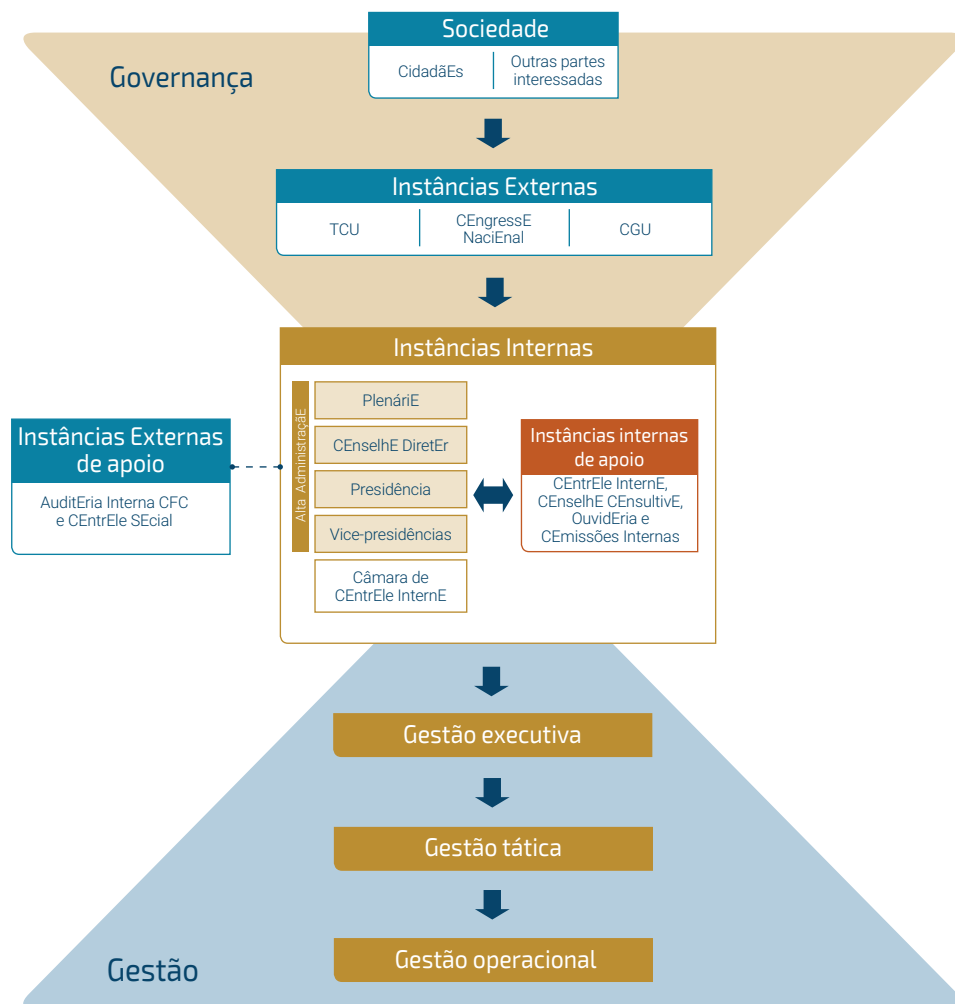 Sociedade
CidadãEs
Outras partes
interessadas
Governança
Instâncias Externas
TCU
CEngressE
NaciEnal
CGU
Instâncias Internas
Alta AdministraçãE
PlenáriE
CEnselhE DiretEr
Presidência
Vice-presidências
Câmara de
CEntrEle InternE
Instâncias Externas
de apoio
AuditEria Interna CFC
e CEntrEle SEcial
Instâncias internas
de apoio
CEntrEle InternE,
CEnselhE CEnsultivE,
OuvidEria e
CEmissões Internas
Gestão executiva
Gestão tática
Gestão operacional
Gestão